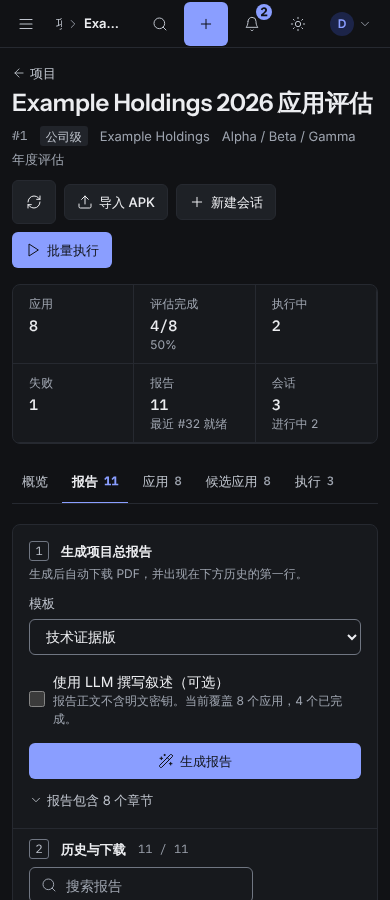 Exa...
2
D
项目
Example Holdings 2026 应用评估
#1 公司级 Example Holdings Alpha / Beta / Gamma
年度评估
导入 APK
新建会话
批量执行
应用 评估完成 执行中
8 4/8 2
50%
失败 报告 会话
1 11 3
最近 #32 就绪 进行中 2
概览 报告 11 应用 8 候选应用 8 执行 3
1 生成项目总报告
生成后自动下载 PDF，并出现在下方历史的第一行。
模板
技术证据版
使用 LLM 撰写叙述（可选）
报告正文不含明文密钥。当前覆盖 8 个应用，4 个已完
成。
生成报告
报告包含 8 个章节
2 历史与下载 11 / 11
搜索报告